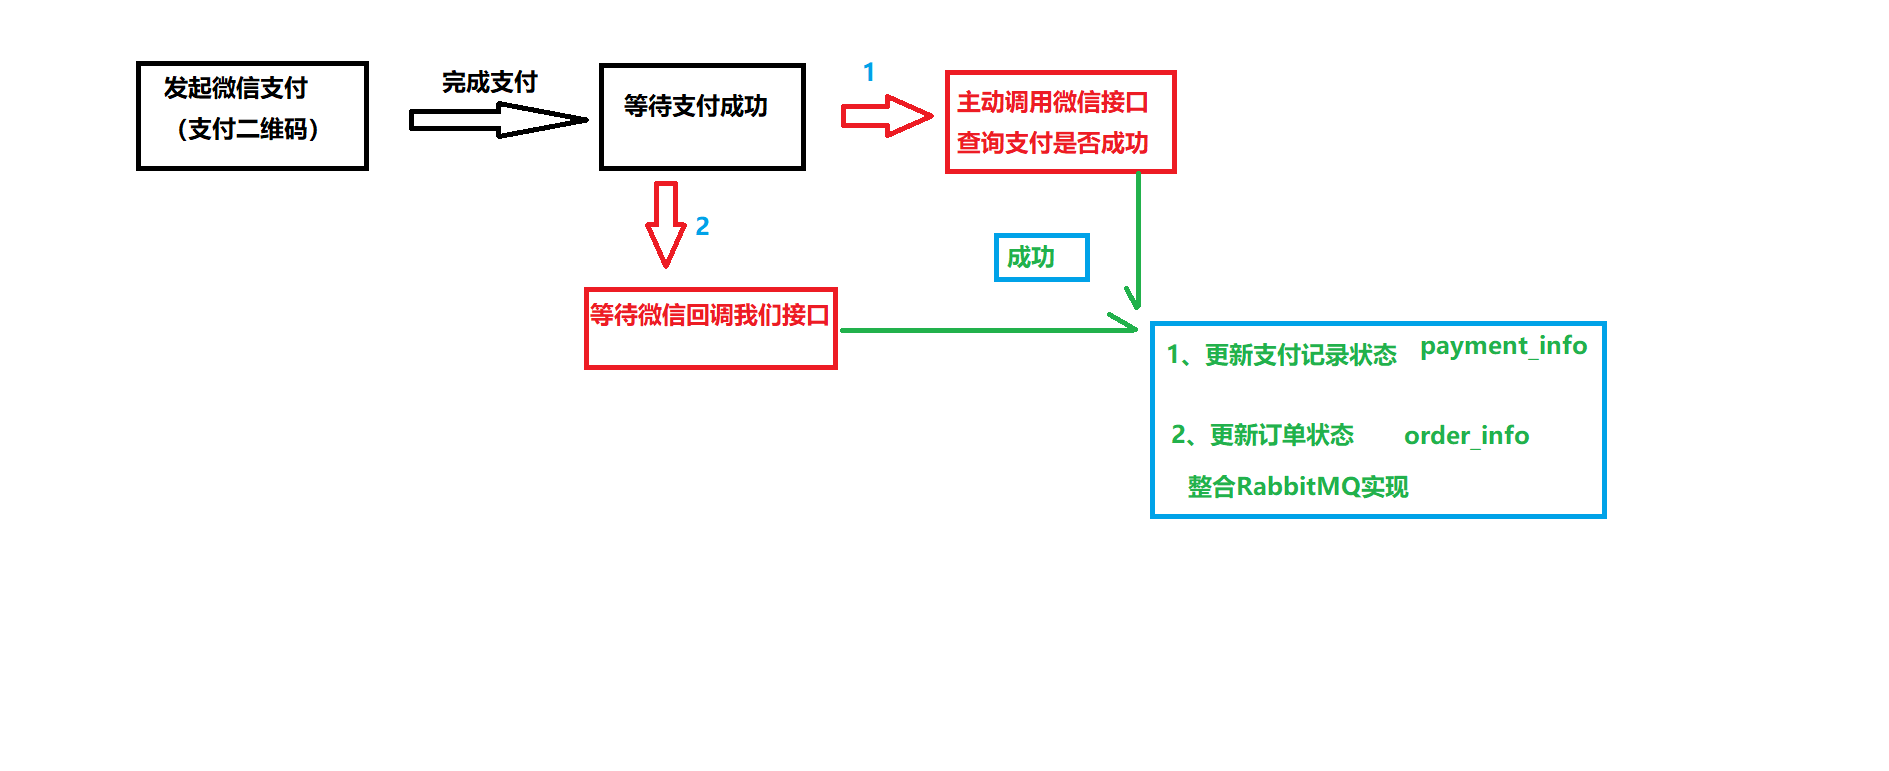 发起微信支付
（支付二维码）
完成支付
等待支付成功
1
主动调用微信接口
查询支付是否成功
2
成功
等待微信回调我们接口
1、更新支付记录状态 payment_info
2、更新订单状态 order_info
整合RabbitMQ实现